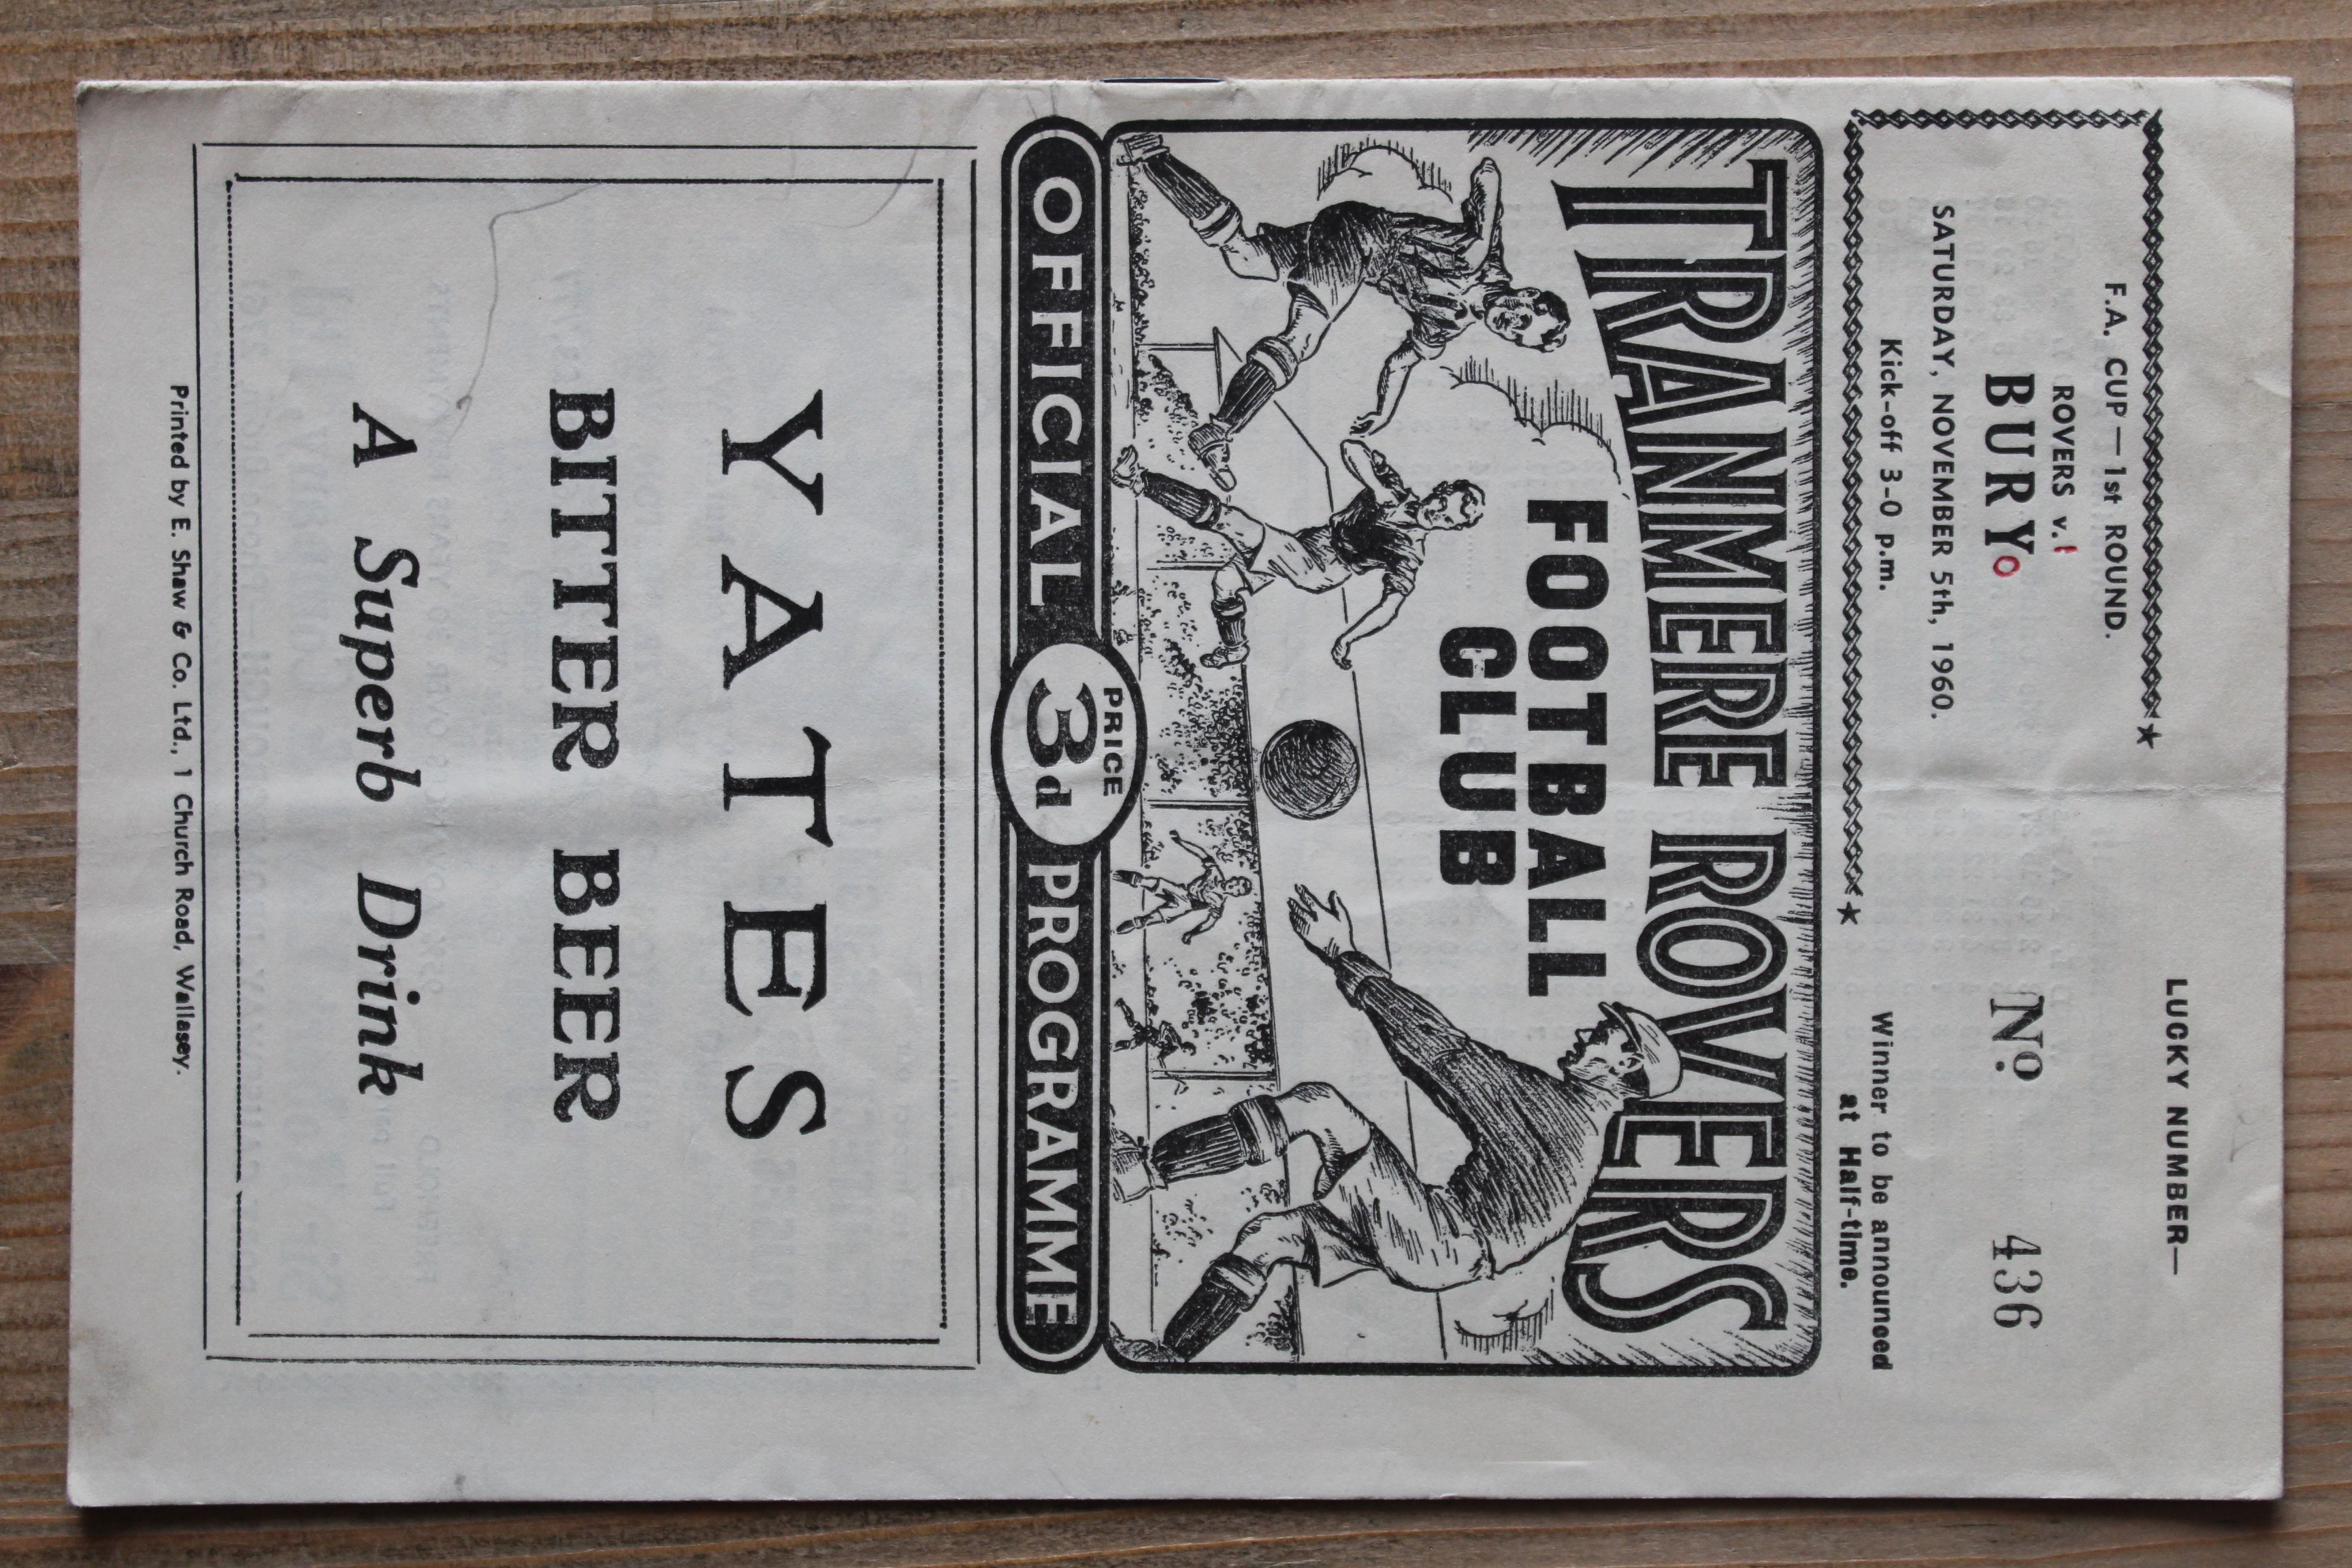 LUCKY NUMBER—
F.A. CUP—1st ROUND.
ROVERS v. 1
BURY 0
Nº 436
SATURDAY, NOVEMBER 5th, 1960.
Kick-off 3-0 p.m.
Winner to be announced
at Half-time.
TRANMERE ROVERS
FOOTBALL
CLUB
OFFICIAL PRICE 3d PROGRAMME
YATES
BITTER BEER
A Superb Drink
Printed by E. Shaw & Co. Ltd., 1 Church Road, Wallasey.